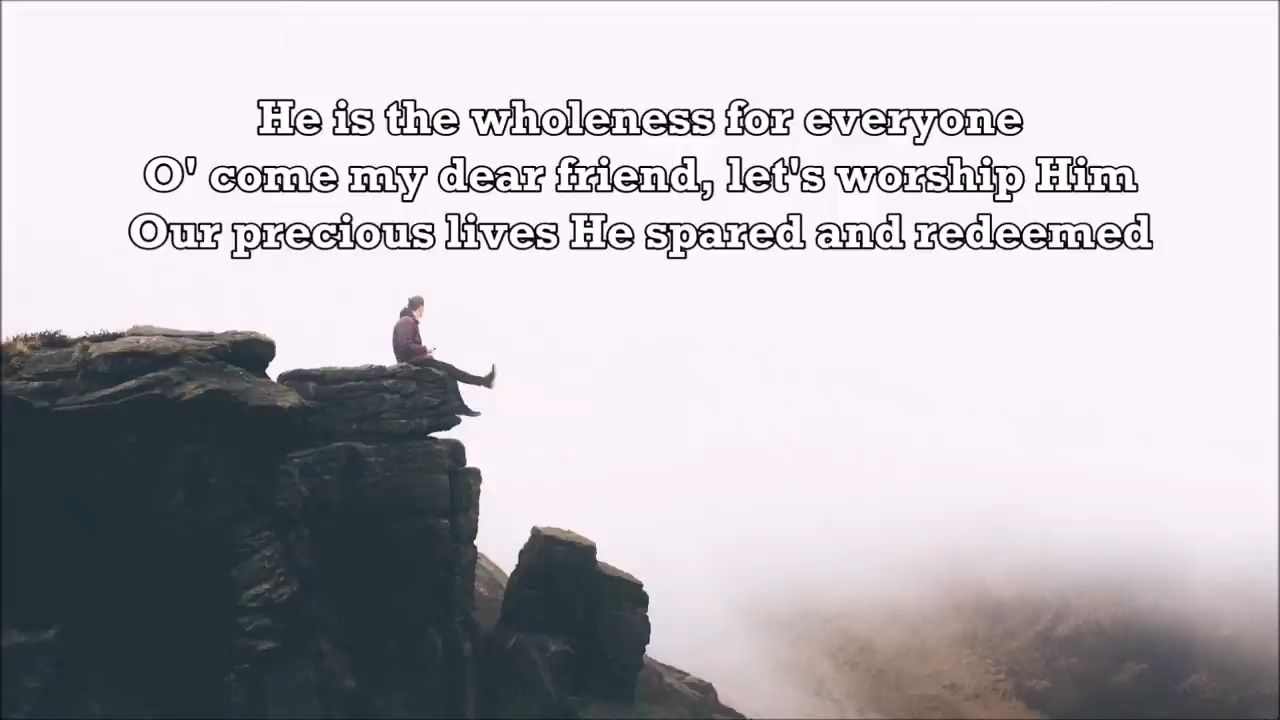 He is the wholeness for everyone
O' come my dear friend, let's worship Him
Our precious lives He spared and redeemed